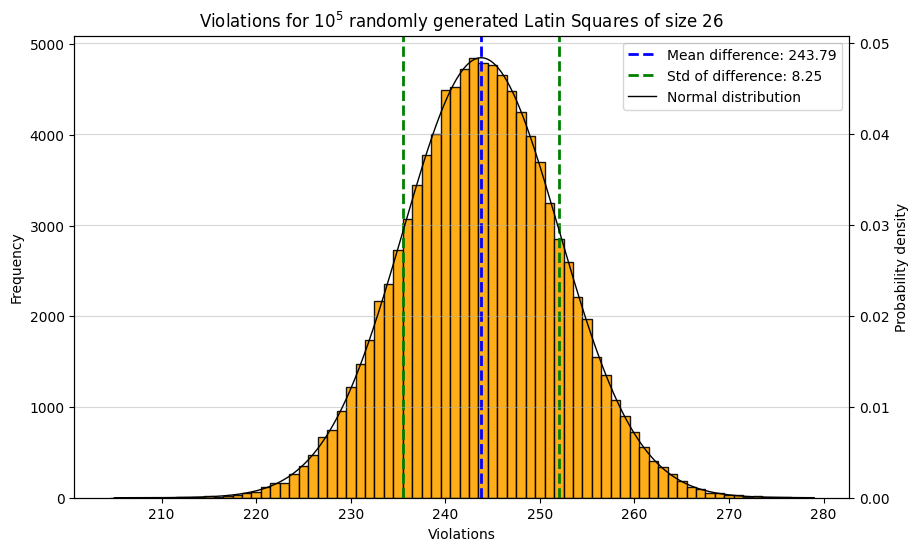 Violations for 10⁵ randomly generated Latin Squares of size 26
Mean difference: 243.79
Std of difference: 8.25
Normal distribution
Frequency
5000
4000
3000
2000
1000
0
Probability density
0.05
0.04
0.03
0.02
0.01
0.00
210 220 230 240 250 260 270 280
Violations